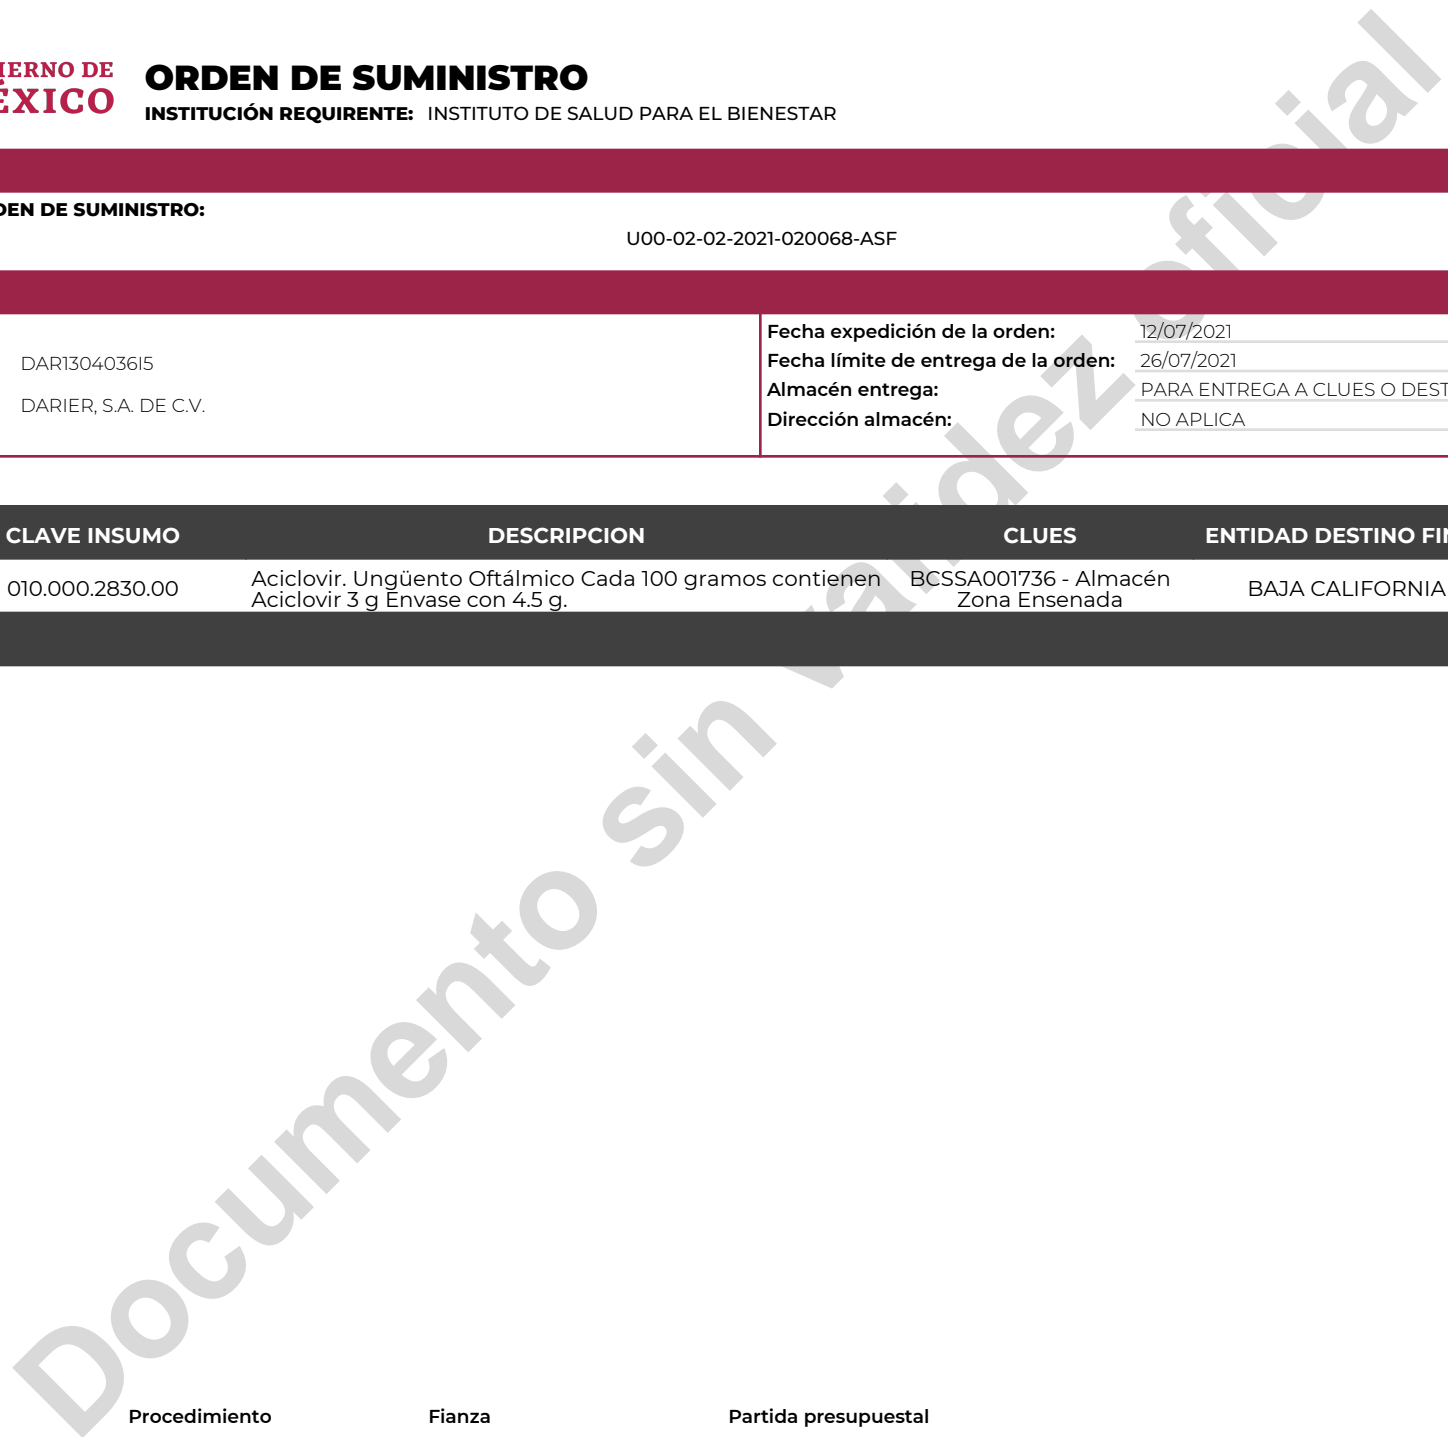 IERNO DE
ÉXICO
ORDEN DE SUMINISTRO
INSTITUCIÓN REQUIRENTE: INSTITUTO DE SALUD PARA EL BIENESTAR
DEN DE SUMINISTRO:
U00-02-02-2021-020068-ASF
DAR1304036I5
DARIER, S.A. DE C.V.
Fecha expedición de la orden: 12/07/2021
Fecha límite de entrega de la orden: 26/07/2021
Almacén entrega: PARA ENTREGA A CLUES O DEST
Dirección almacén: NO APLICA
CLAVE INSUMO DESCRIPCION CLUES ENTIDAD DESTINO FIN
010.000.2830.00 Aciclovir. Ungüento Oftálmico Cada 100 gramos contienen BCSSA001736 - Almacén BAJA CALIFORNIA
Aciclovir 3 g Envase con 4.5 g. Zona Ensenada
Documento sin validez oficial
Procedimiento Fianza Partida presupuestal